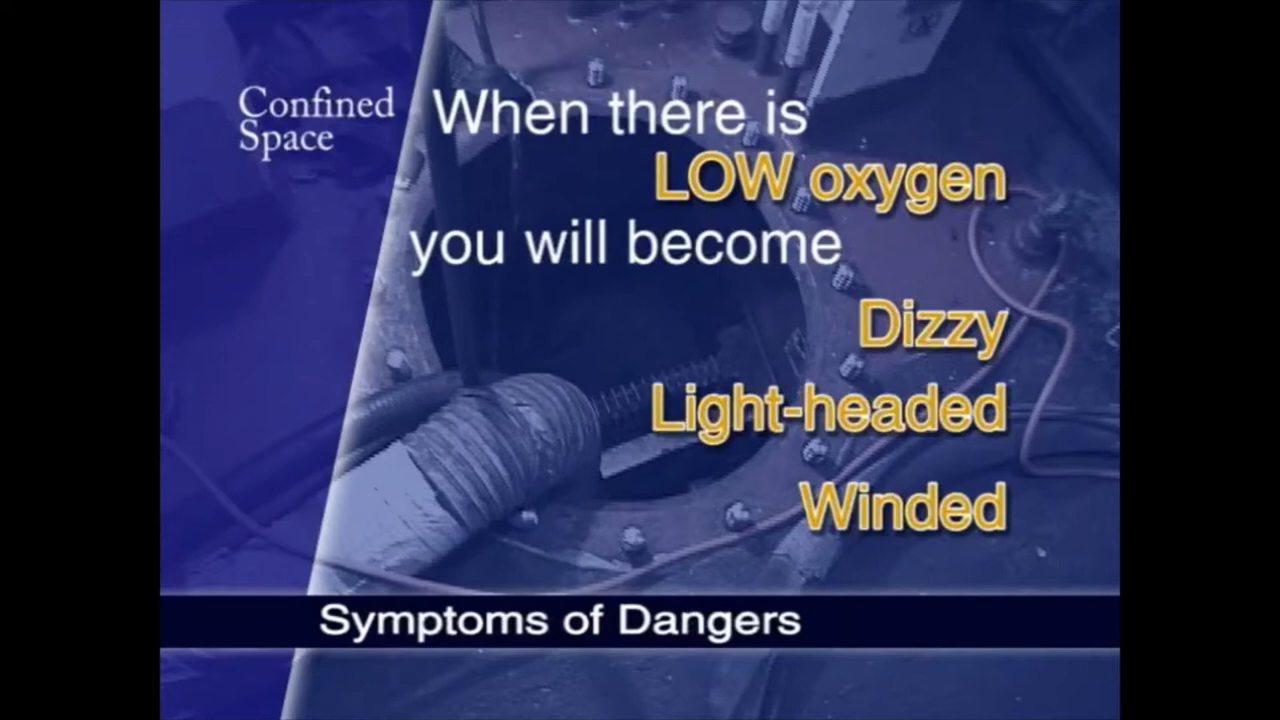 Confined
Space
When there is
LOW oxygen
you will become
Dizzy
Light-headed
Winded
Symptoms of Dangers